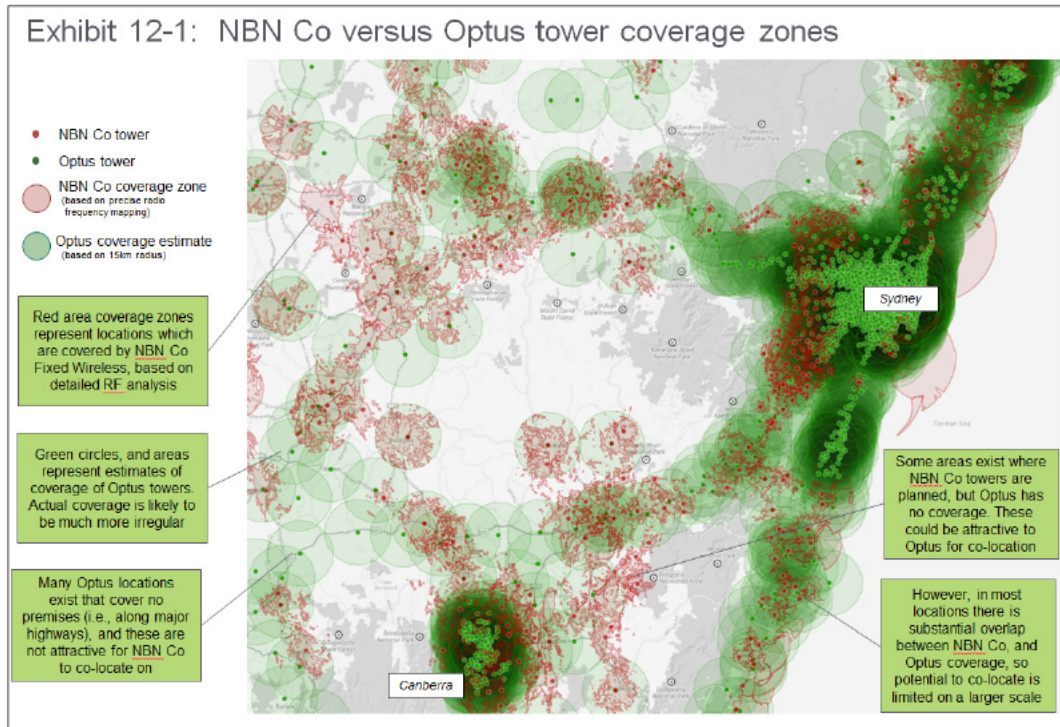 Exhibit 12-1: NBN Co versus Optus tower coverage zones
NBN Co tower
Optus tower
NBN Co coverage zone
(based on precise radio
frequency mapping)
Optus coverage estimate
(based on 15km radius)
Red area coverage zones
represent locations which
are covered by NBN Co
Fixed Wireless, based on
detailed RF analysis
Green circles, and areas
represent estimates of
coverage of Optus towers.
Actual coverage is likely to
be much more irregular
Many Optus locations
exist that cover no
premises (i.e., along major
highways), and these are
not attractive for NBN Co
to co-locate on
Sydney
Canberra
Tasman Sea
Some areas exist where
NBN Co towers are
planned, but Optus has
no coverage. These
could be attractive to
Optus for co-location
However, in most
locations there is
substantial overlap
between NBN Co, and
Optus coverage, so
potential to co-locate is
limited on a larger scale